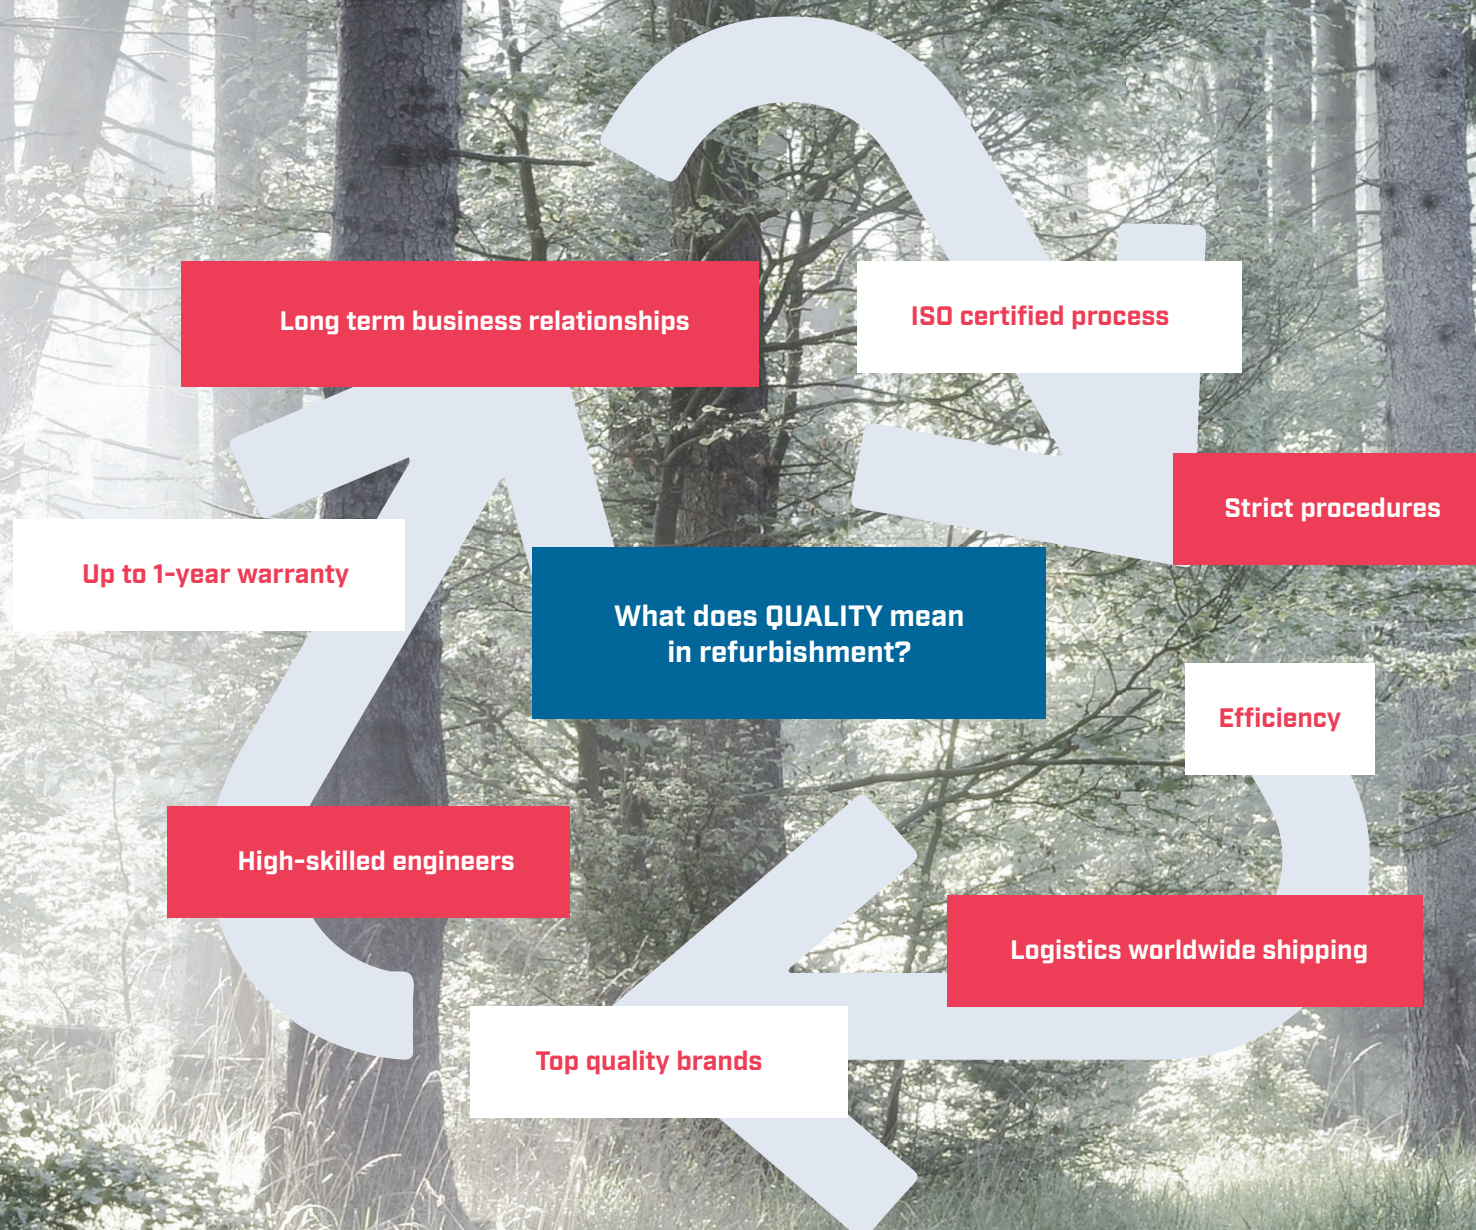 Long term business relationships
ISO certified process
Strict procedures
Up to 1-year warranty
What does QUALITY mean
in refurbishment?
Efficiency
High-skilled engineers
Logistics worldwide shipping
Top quality brands